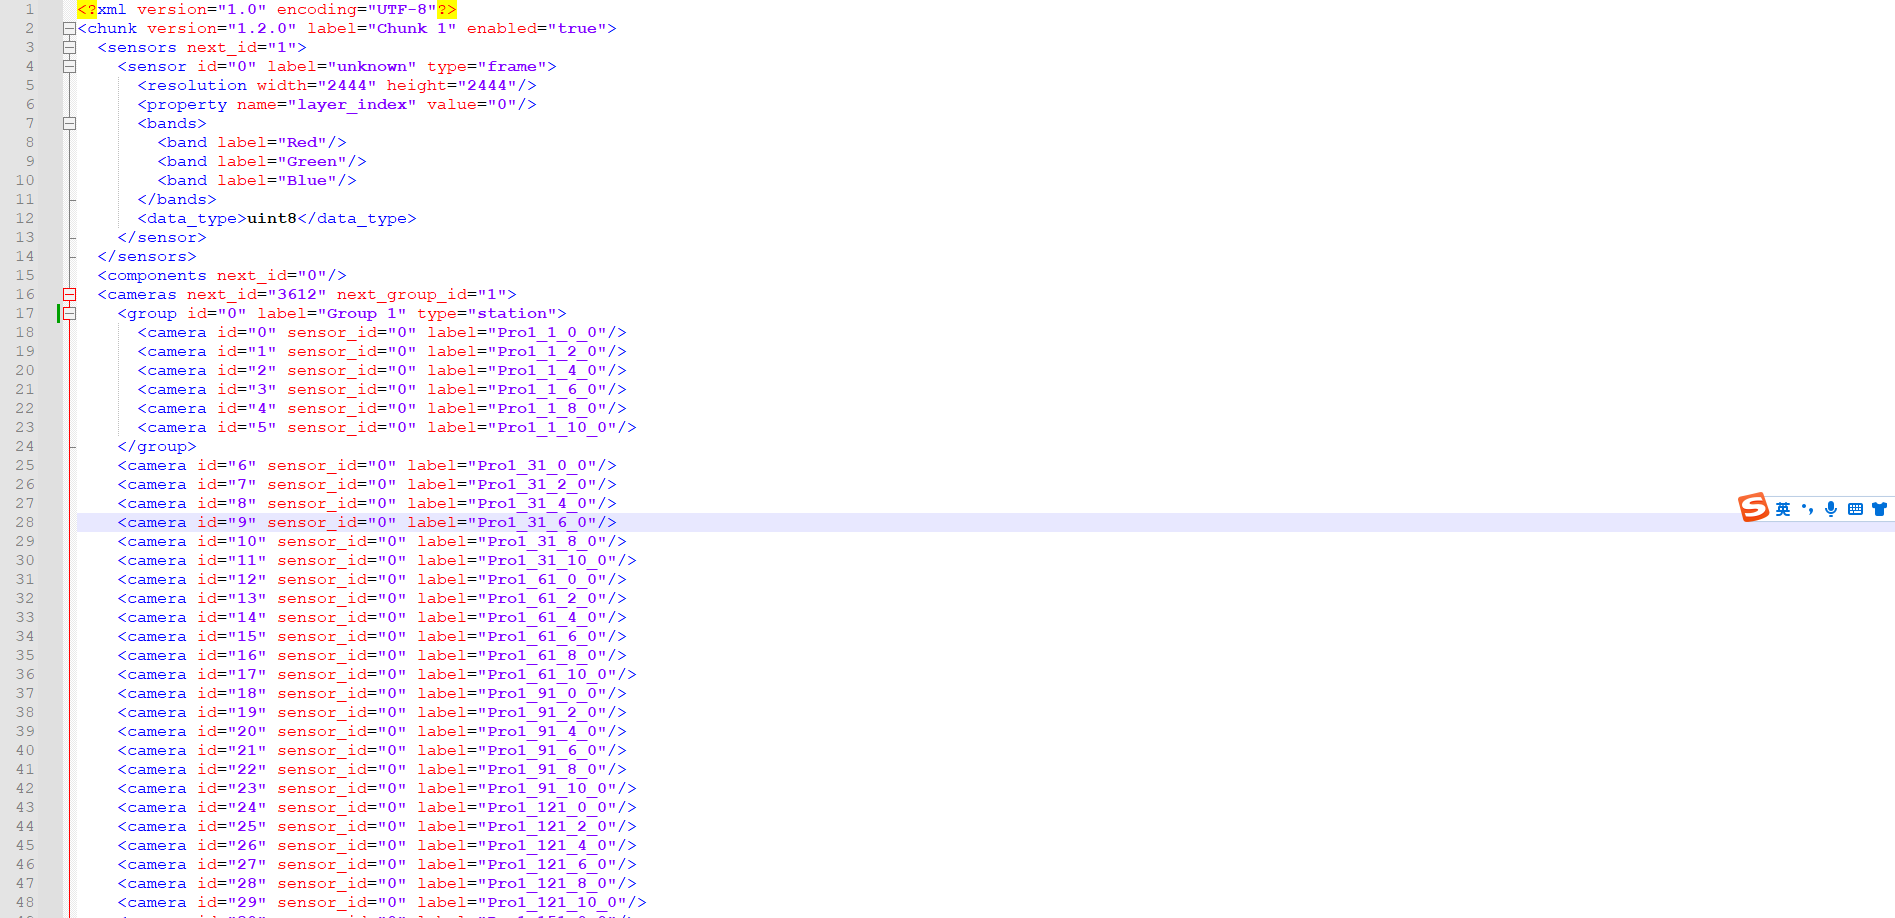 1 <?xml version="1.0" encoding="UTF-8"?>
2 <chunk version="1.2.0" label="Chunk 1" enabled="true">
3 <sensors next_id="1">
4 <sensor id="0" label="unknown" type="frame">
5 <resolution width="2444" height="2444"/>
6 <property name="layer_index" value="0"/>
7 <bands>
8 <band label="Red"/>
9 <band label="Green"/>
10 <band label="Blue"/>
11 </bands>
12 <data_type>uint8</data_type>
13 </sensor>
14 </sensors>
15 <components next_id="0"/>
16 <cameras next_id="3612" next_group_id="1">
17 <group id="0" label="Group 1" type="station">
18 <camera id="0" sensor_id="0" label="Pro1_1_0_0"/>
19 <camera id="1" sensor_id="0" label="Pro1_1_2_0"/>
20 <camera id="2" sensor_id="0" label="Pro1_1_4_0"/>
21 <camera id="3" sensor_id="0" label="Pro1_1_6_0"/>
22 <camera id="4" sensor_id="0" label="Pro1_1_8_0"/>
23 <camera id="5" sensor_id="0" label="Pro1_1_10_0"/>
24 </group>
25 <camera id="6" sensor_id="0" label="Pro1_31_0_0"/>
26 <camera id="7" sensor_id="0" label="Pro1_31_2_0"/>
27 <camera id="8" sensor_id="0" label="Pro1_31_4_0"/>
28 <camera id="9" sensor_id="0" label="Pro1_31_6_0"/>
29 <camera id="10" sensor_id="0" label="Pro1_31_8_0"/>
30 <camera id="11" sensor_id="0" label="Pro1_31_10_0"/>
31 <camera id="12" sensor_id="0" label="Pro1_61_0_0"/>
32 <camera id="13" sensor_id="0" label="Pro1_61_2_0"/>
33 <camera id="14" sensor_id="0" label="Pro1_61_4_0"/>
34 <camera id="15" sensor_id="0" label="Pro1_61_6_0"/>
35 <camera id="16" sensor_id="0" label="Pro1_61_8_0"/>
36 <camera id="17" sensor_id="0" label="Pro1_61_10_0"/>
37 <camera id="18" sensor_id="0" label="Pro1_91_0_0"/>
38 <camera id="19" sensor_id="0" label="Pro1_91_2_0"/>
39 <camera id="20" sensor_id="0" label="Pro1_91_4_0"/>
40 <camera id="21" sensor_id="0" label="Pro1_91_6_0"/>
41 <camera id="22" sensor_id="0" label="Pro1_91_8_0"/>
42 <camera id="23" sensor_id="0" label="Pro1_91_10_0"/>
43 <camera id="24" sensor_id="0" label="Pro1_121_0_0"/>
44 <camera id="25" sensor_id="0" label="Pro1_121_2_0"/>
45 <camera id="26" sensor_id="0" label="Pro1_121_4_0"/>
46 <camera id="27" sensor_id="0" label="Pro1_121_6_0"/>
47 <camera id="28" sensor_id="0" label="Pro1_121_8_0"/>
48 <camera id="29" sensor_id="0" label="Pro1_121_10_0"/>
英